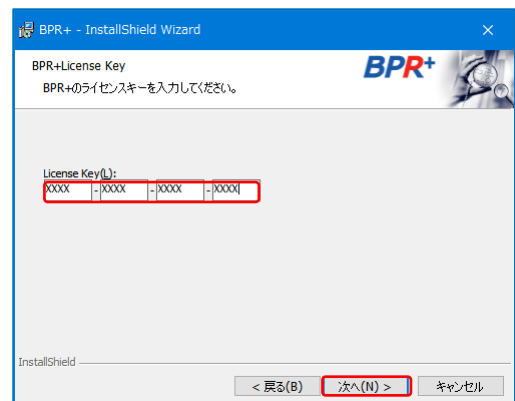 BPR+ - InstallShield Wizard
BPR+License Key
BPR+
BPR+のライセンスキーを入力してください。
License Key(L):
XXXX - XXXX - XXXX - XXXX
InstallShield
< 戻る(B) 次へ(N) > キャンセル